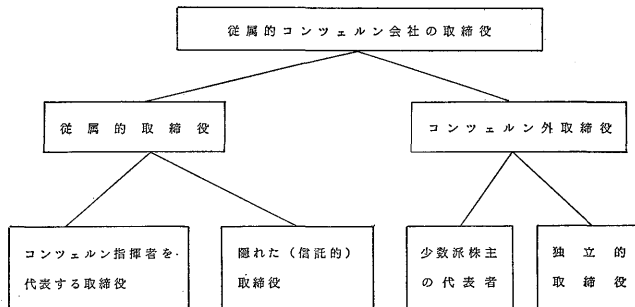 従属的コンツェルン会社の取締役
従属的取締役
コンツェルン外取締役
コンツェルン指揮者を
代表する取締役
隠れた(信託的)
取締役
少数派株主
の代表者
独立的
取締役